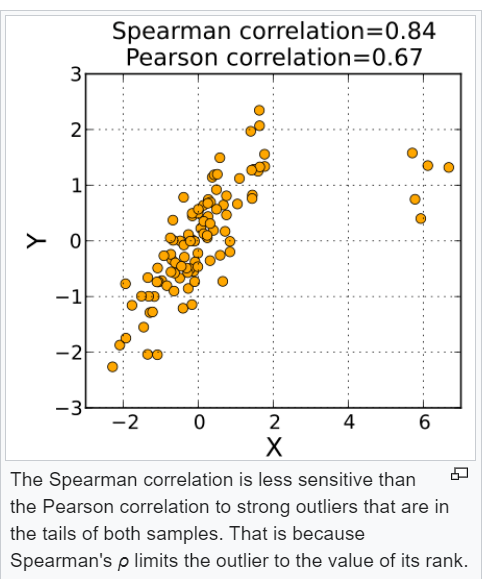 Spearman correlation=0.84
Pearson correlation=0.67
3
2
1
0
−1
−2
−3
Y
−2 0 2 4 6
X
The Spearman correlation is less sensitive than
the Pearson correlation to strong outliers that are in
the tails of both samples. That is because
Spearman's ρ limits the outlier to the value of its rank.